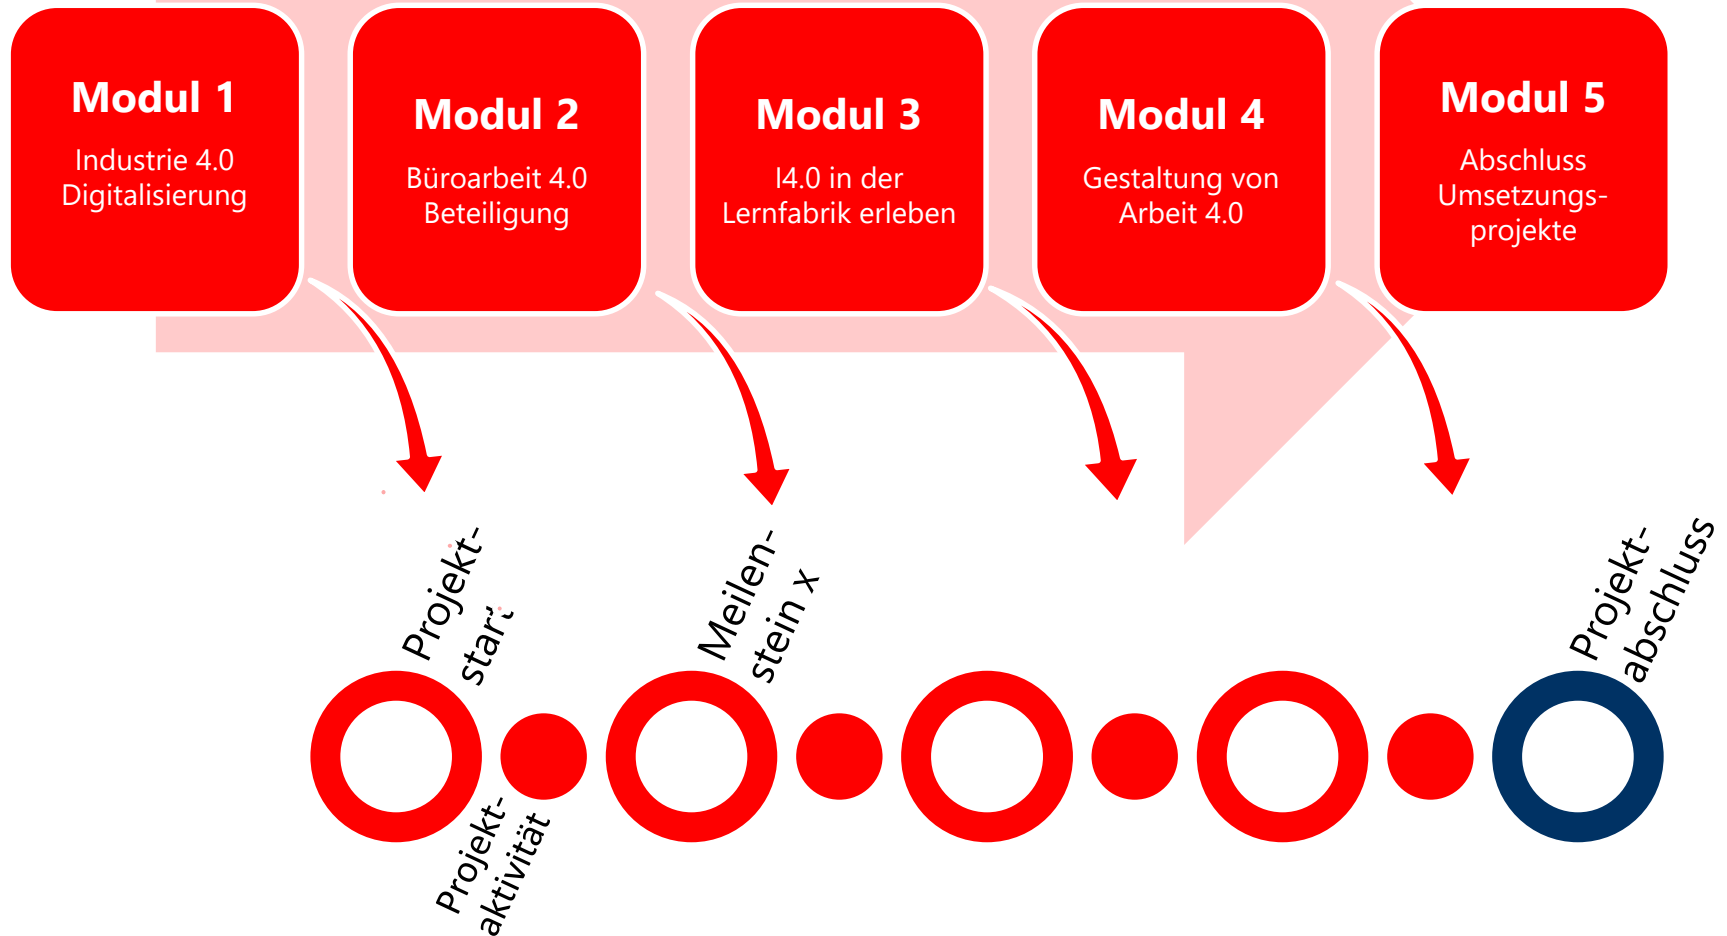 Modul 1
Industrie 4.0
Digitalisierung
Modul 2
Büroarbeit 4.0
Beteiligung
Modul 3
I4.0 in der
Lernfabrik erleben
Modul 4
Gestaltung von
Arbeit 4.0
Modul 5
Abschluss
Umsetzungs-
projekte
Projekt-
start
Meilen-
stein x
Projekt-
abschluss
Projekt-
aktivität